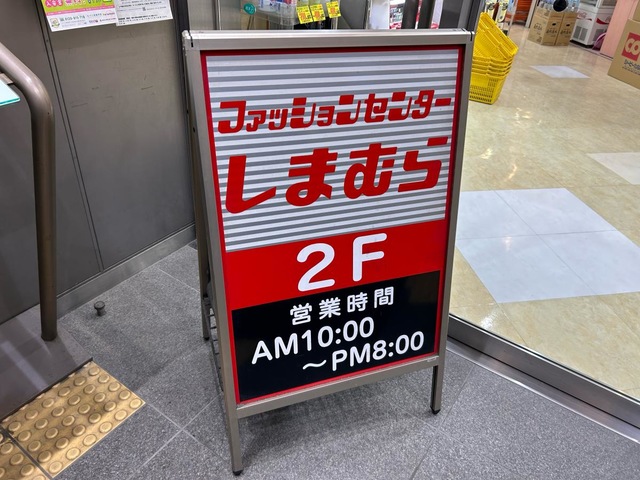 ファッションセンター
しまむら
2F
営業時間
AM10:00
～PM8:00